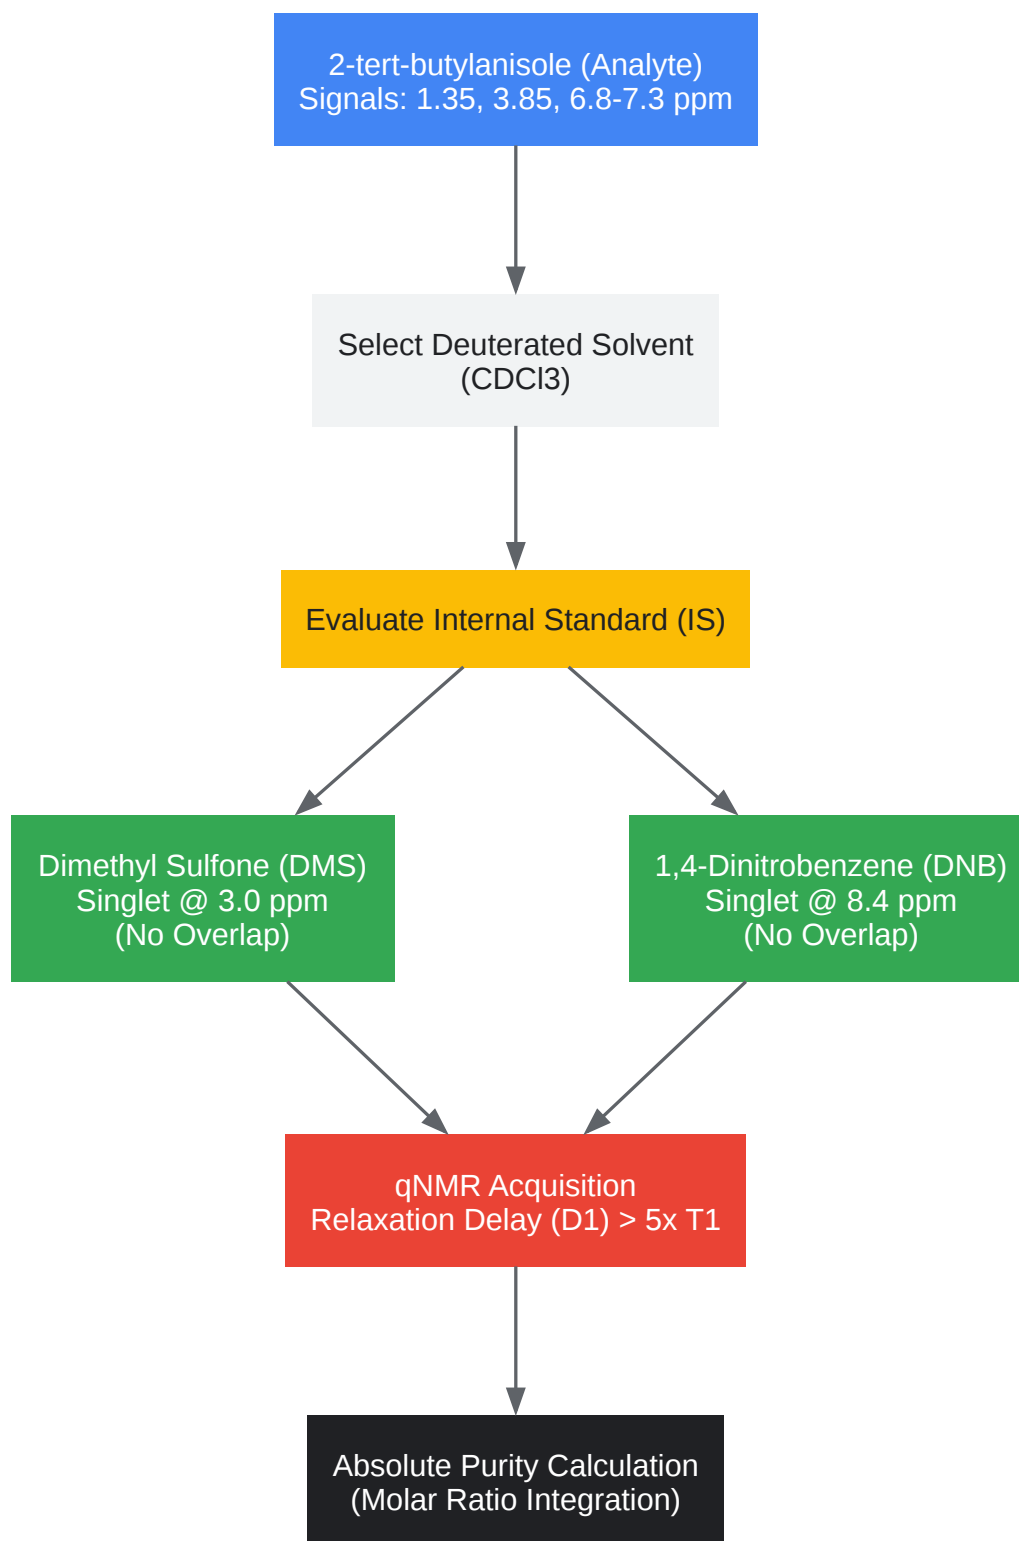 2-tert-butylanisole (Analyte)
Signals: 1.35, 3.85, 6.8-7.3 ppm
Select Deuterated Solvent
(CDCl3)
Evaluate Internal Standard (IS)
Dimethyl Sulfone (DMS)
Singlet @ 3.0 ppm
(No Overlap)
1,4-Dinitrobenzene (DNB)
Singlet @ 8.4 ppm
(No Overlap)
qNMR Acquisition
Relaxation Delay (D1) > 5x T1
Absolute Purity Calculation
(Molar Ratio Integration)